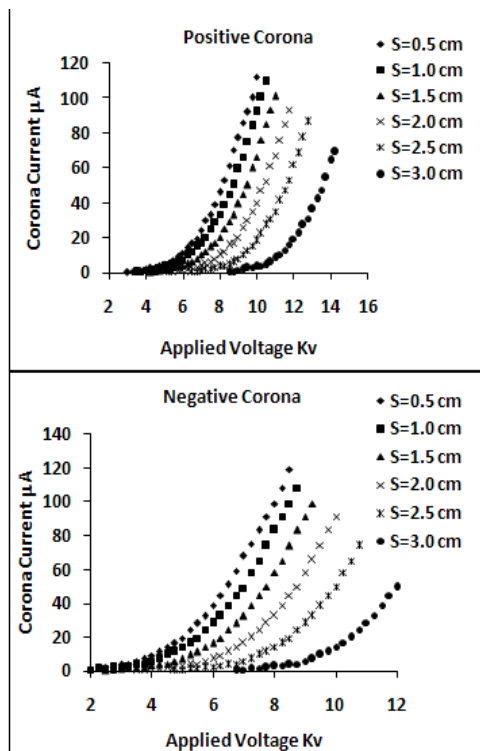 Positive Corona
Corona Current µA
120
100
80
60
40
20
0
2 4 6 8 10 12 14 16
Applied Voltage Kv
S=0.5 cm
S=1.0 cm
S=1.5 cm
S=2.0 cm
S=2.5 cm
S=3.0 cm
Negative Corona
Corona Current µA
140
120
100
80
60
40
20
0
2 4 6 8 10 12
Applied Voltage Kv
S=0.5 cm
S=1.0 cm
S=1.5 cm
S=2.0 cm
S=2.5 cm
S=3.0 cm